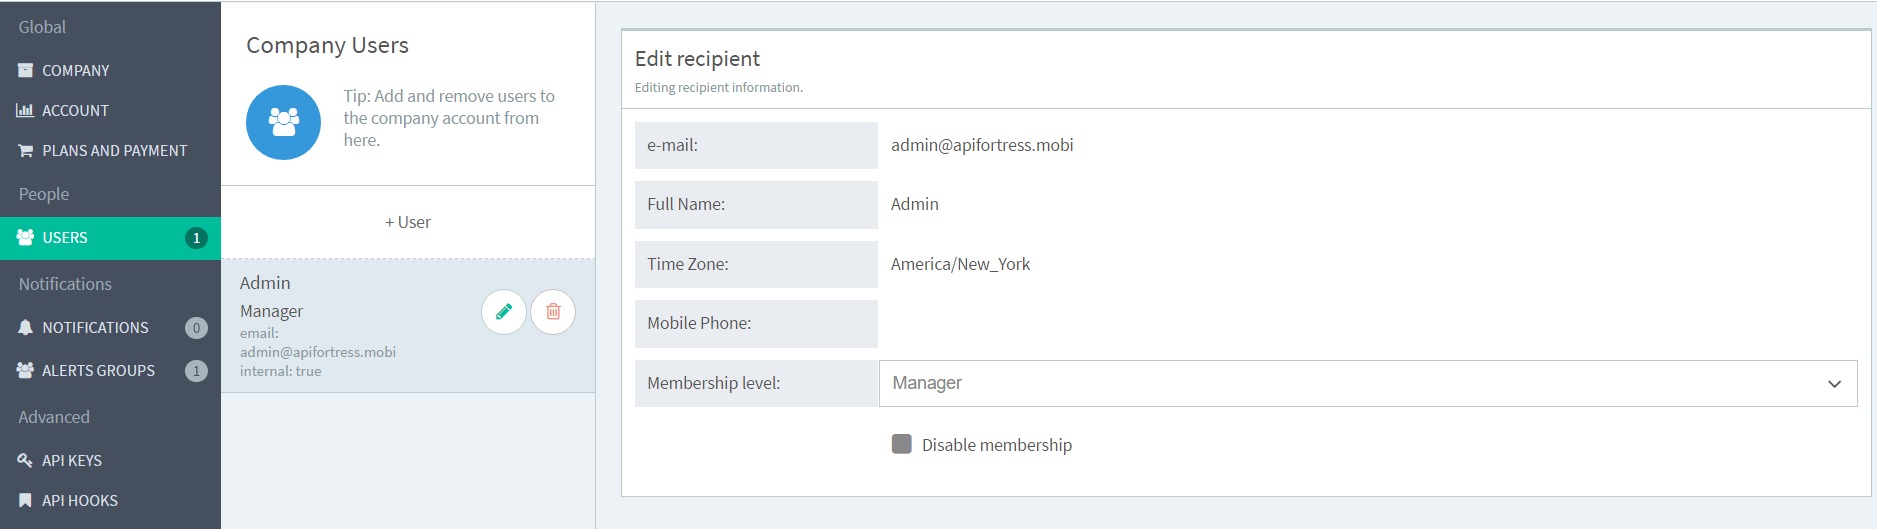 Global
COMPANY
ACCOUNT
PLANS AND PAYMENT
People
USERS 1
Notifications
NOTIFICATIONS 0
ALERTS GROUPS 1
Advanced
API KEYS
API HOOKS
Company Users
Tip: Add and remove users to
the company account from
here.
+ User
Admin
Manager
email:
admin@apifortress.mobi
internal: true
Edit recipient
Editing recipient information.
e-mail: admin@apifortress.mobi
Full Name: Admin
Time Zone: America/New_York
Mobile Phone:
Membership level: Manager
Disable membership